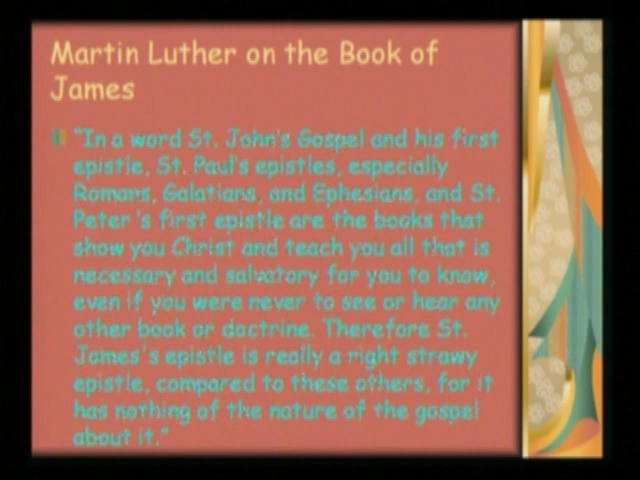 Martin Luther on the Book of
James
"In a word St. John's Gospel and his first
epistle, St. Paul's epistles, especially
Romans, Galatians, and Ephesians, and St.
Peter 's first epistle are the books that
show you Christ and teach you all that is
necessary and salvatory for you to know,
even if you were never to see or hear any
other book or doctrine. Therefore St.
James's epistle is really a right strawy
epistle, compared to these others, for it
has nothing of the nature of the gospel
about it."